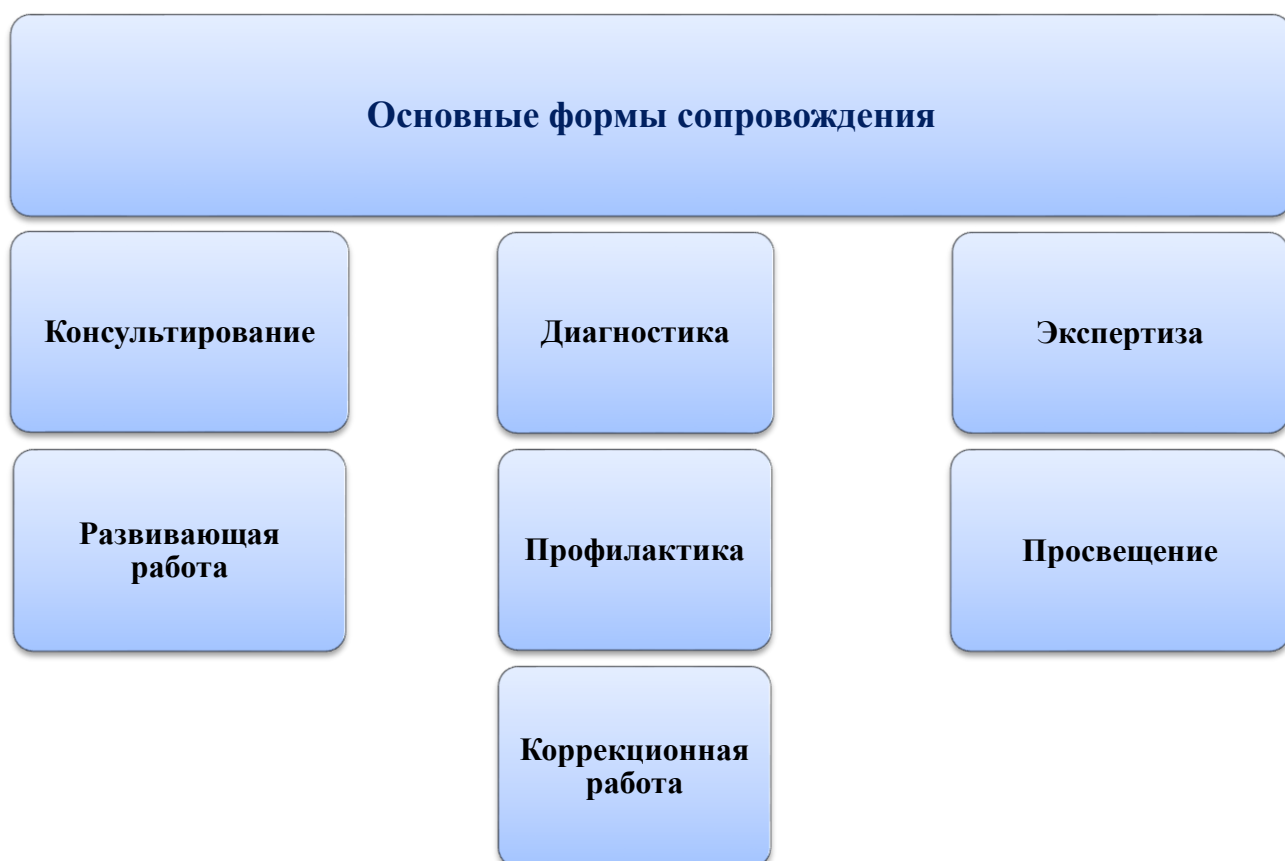 Основные формы сопровождения
Консультирование
Диагностика
Экспертиза
Развивающая
работа
Профилактика
Просвещение
Коррекционная
работа